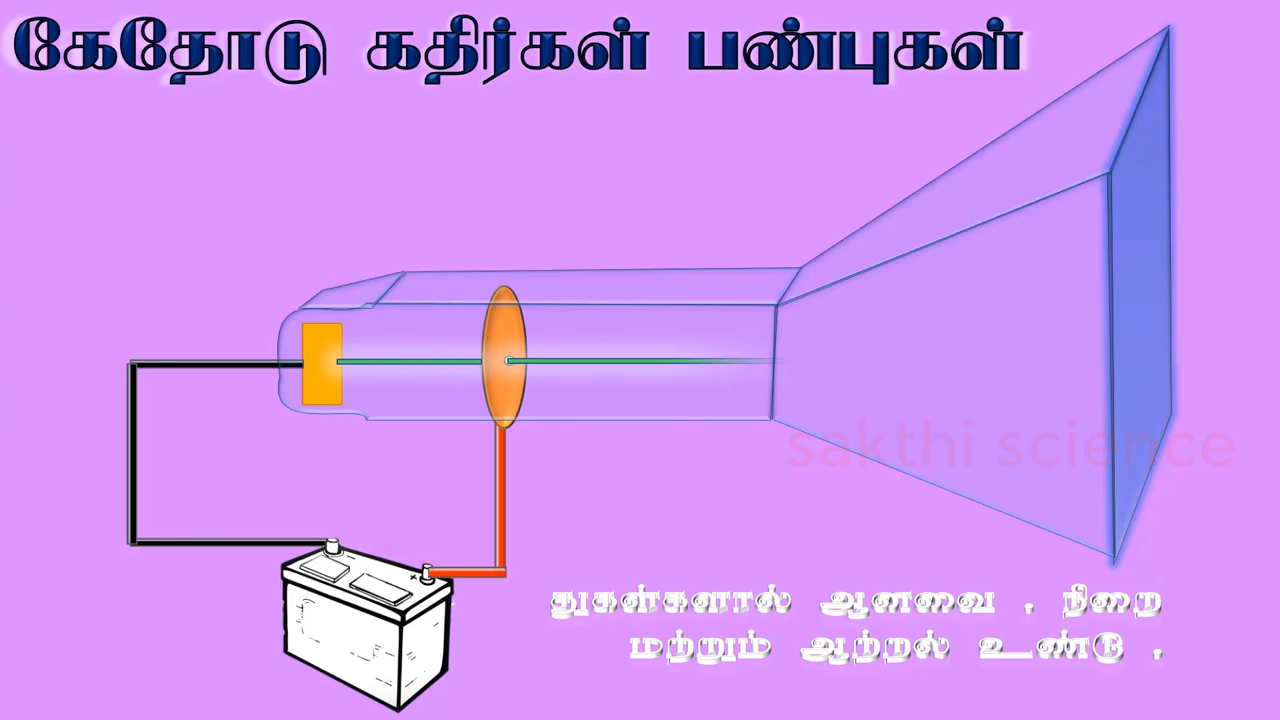 கேதோடு கதிர்கள் பண்புகள்
sakthi science
துகள்களால் ஆனவை . நிறை
மற்றும் ஆற்றல் உண்டு .